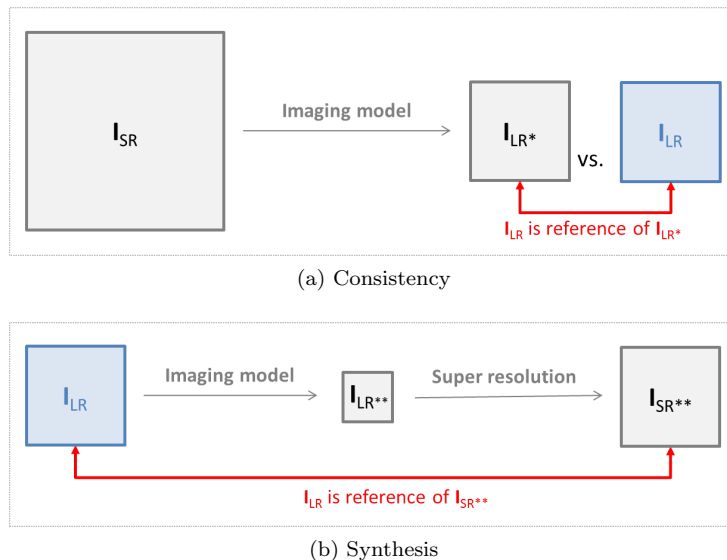 I_SR
Imaging model
I_LR*
vs.
I_LR
I_LR is reference of I_LR*
(a) Consistency
I_LR
Imaging model
I_LR**
Super resolution
I_SR**
I_LR is reference of I_SR**
(b) Synthesis